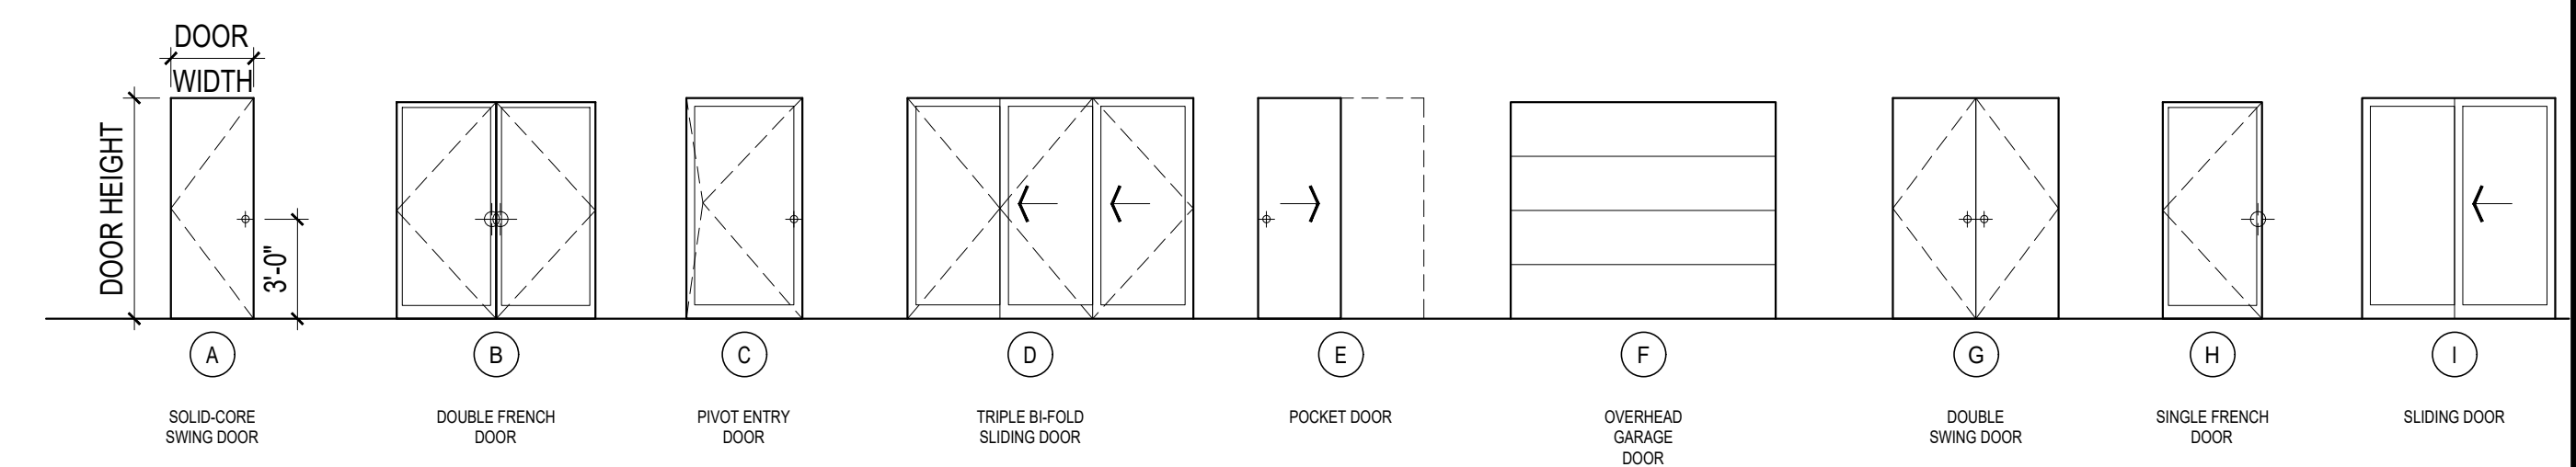 DOOR
WIDTH
DOOR HEIGHT
3'-0"
A
B
C
D
E
F
G
H
I
SOLID-CORE
SWING DOOR
DOUBLE FRENCH
DOOR
PIVOT ENTRY
DOOR
TRIPLE BI-FOLD
SLIDING DOOR
POCKET DOOR
OVERHEAD
GARAGE
DOOR
DOUBLE
SWING DOOR
SINGLE FRENCH
DOOR
SLIDING DOOR